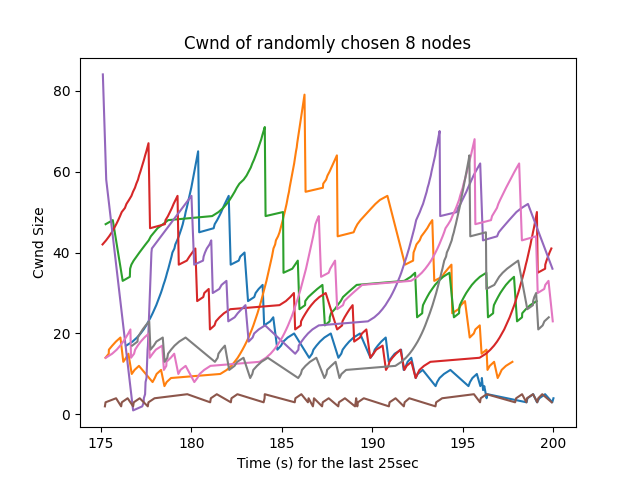 Cwnd of randomly chosen 8 nodes
Cwnd Size
80
60
40
20
0
175 180 185 190 195 200
Time (s) for the last 25sec